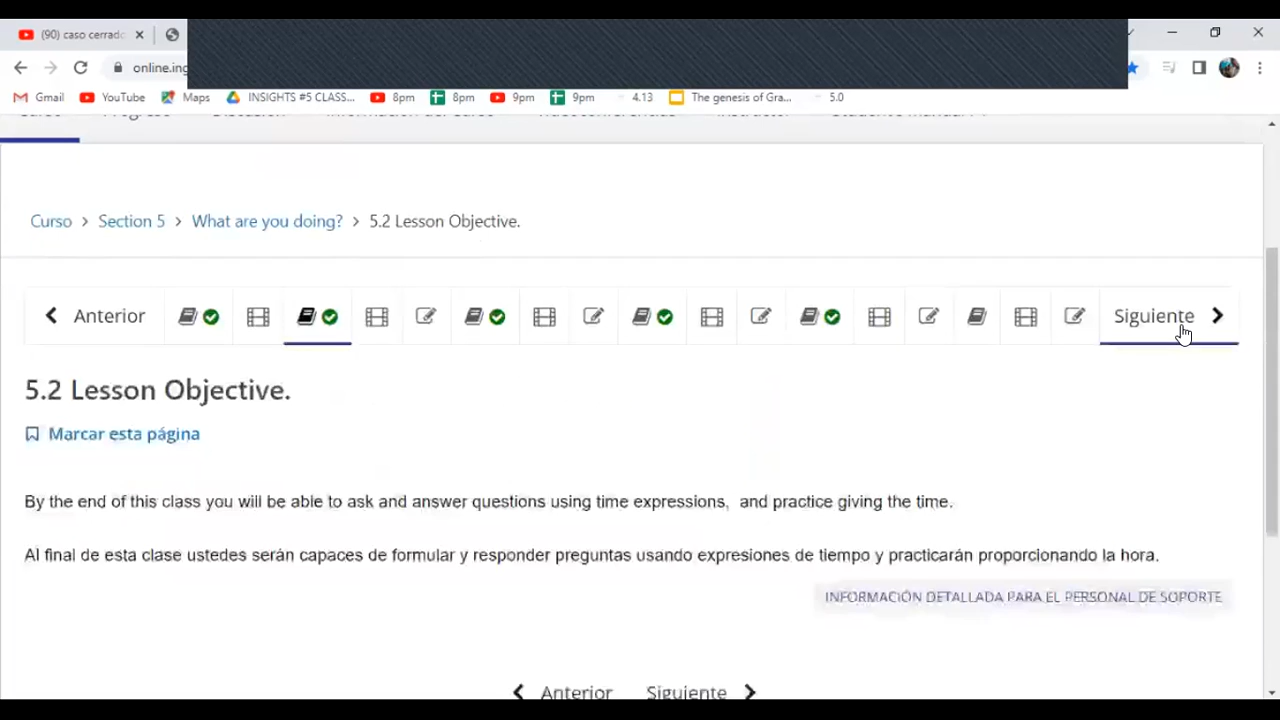 (90) caso cerrado
online.ing
Gmail YouTube Maps INSIGHTS #5 CLASS... 8pm 8pm 9pm 9pm 4.13 The genesis of Gra... 5.0
Curso > Section 5 > What are you doing? > 5.2 Lesson Objective.
Anterior Siguiente
5.2 Lesson Objective.
Marcar esta página
By the end of this class you will be able to ask and answer questions using time expressions, and practice giving the time.
Al final de esta clase ustedes serán capaces de formular y responder preguntas usando expresiones de tiempo y practicarán proporcionando la hora.
INFORMACIÓN DETALLADA PARA EL PERSONAL DE SOPORTE
Anterior Siguiente